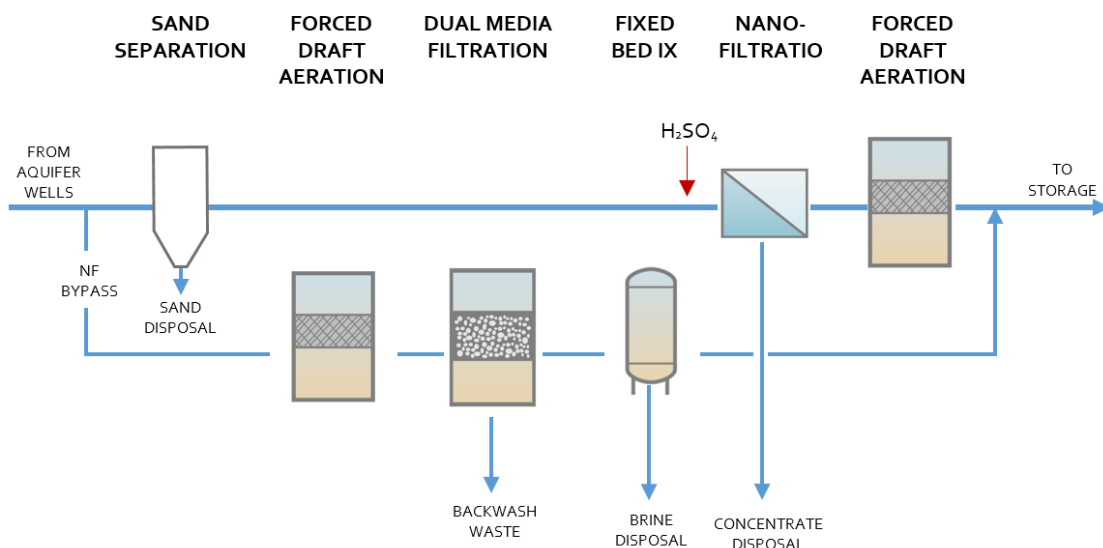 SAND
SEPARATION
FORCED
DRAFT
AERATION
DUAL MEDIA
FILTRATION
FIXED
BED IX
NANO-
FILTRATIO
FORCED
DRAFT
AERATION
H₂SO₄
FROM
AQUIFER
WELLS
TO
STORAGE
NF
BYPASS
SAND
DISPOSAL
BACKWASH
WASTE
BRINE
DISPOSAL
CONCENTRATE
DISPOSAL